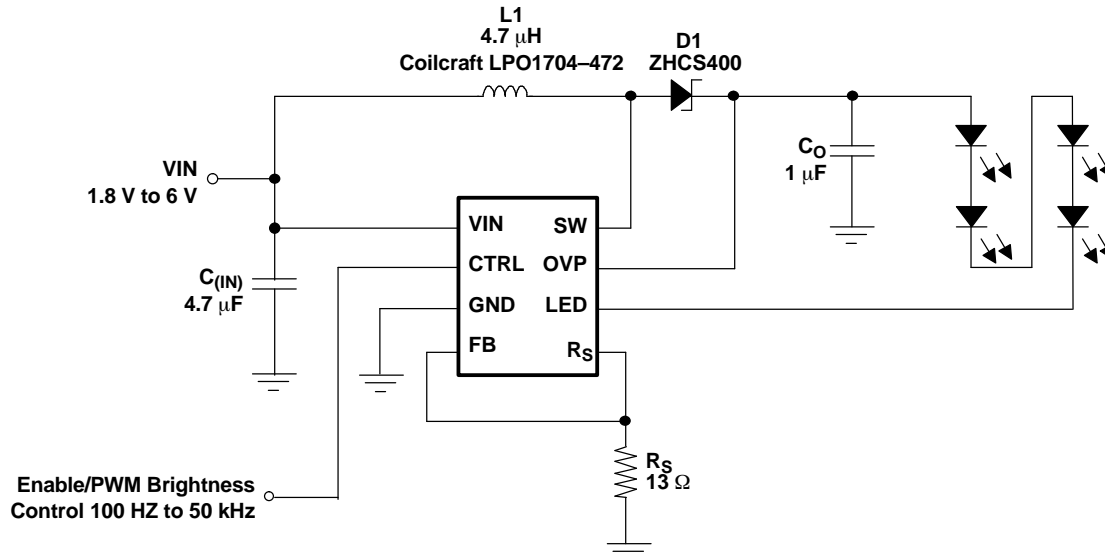 L1
4.7 μH
Coilcraft LPO1704–472
D1
ZHCS400
VIN
1.8 V to 6 V
CO
1 μF
C(IN)
4.7 μF
VIN
SW
CTRL
OVP
GND
LED
FB
RS
RS
13 Ω
Enable/PWM Brightness
Control 100 HZ to 50 kHz